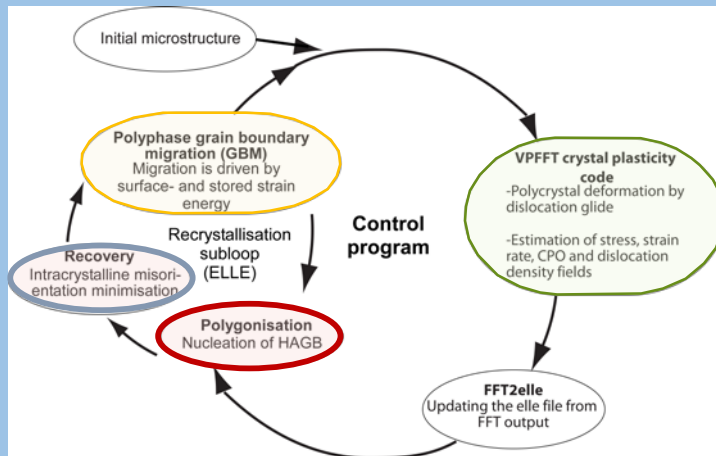 Initial microstructure
Polyphase grain boundary
migration (GBM)
Migration is driven by
surface- and stored strain
energy
VPFFT crystal plasticity
code
-Polycrystal deformation by
dislocation glide
-Estimation of stress, strain
rate, CPO and dislocation
density fields
Control
program
Recrystallisation
subloop
(ELLE)
Recovery
Intracrystalline misori-
entation minimisation
Polygonisation
Nucleation of HAGB
FFT2elle
Updating the elle file from
FFT output